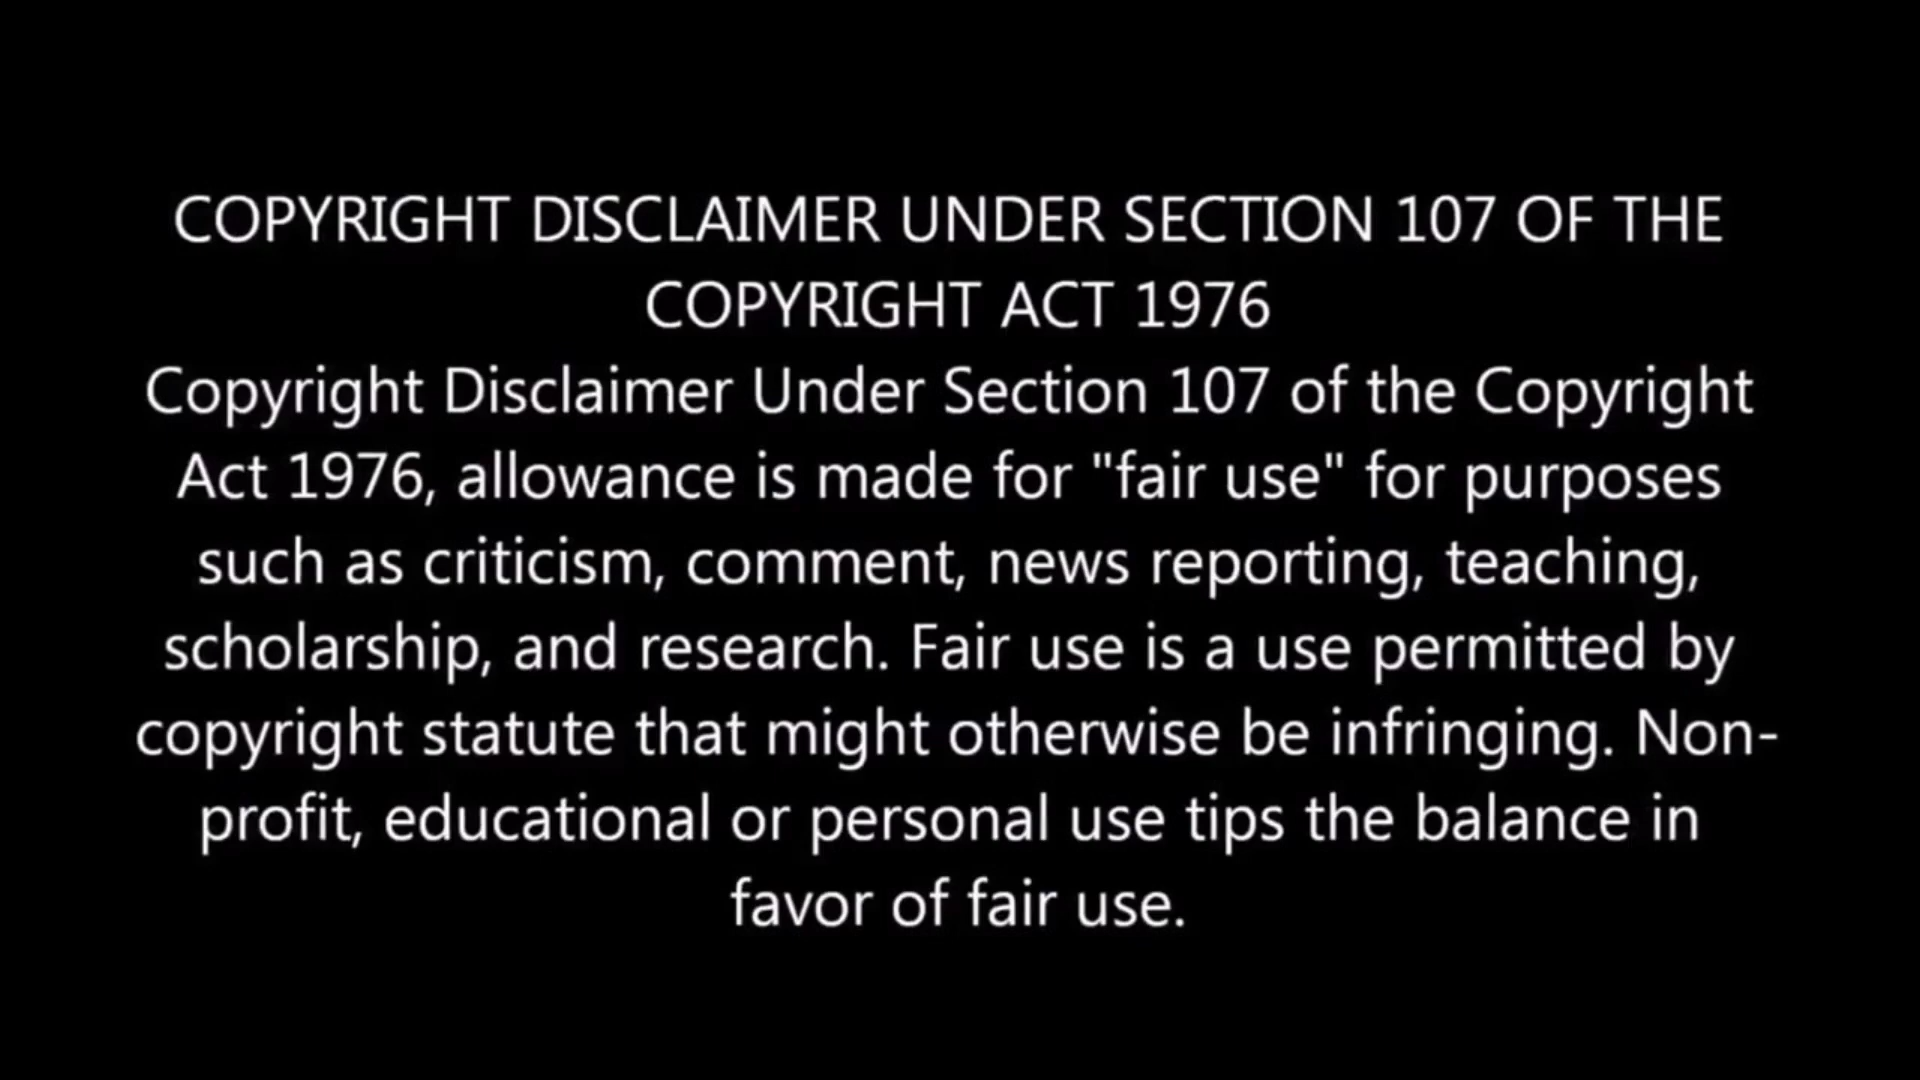 COPYRIGHT DISCLAIMER UNDER SECTION 107 OF THE
COPYRIGHT ACT 1976
Copyright Disclaimer Under Section 107 of the Copyright
Act 1976, allowance is made for "fair use" for purposes
such as criticism, comment, news reporting, teaching,
scholarship, and research. Fair use is a use permitted by
copyright statute that might otherwise be infringing. Non-
profit, educational or personal use tips the balance in
favor of fair use.